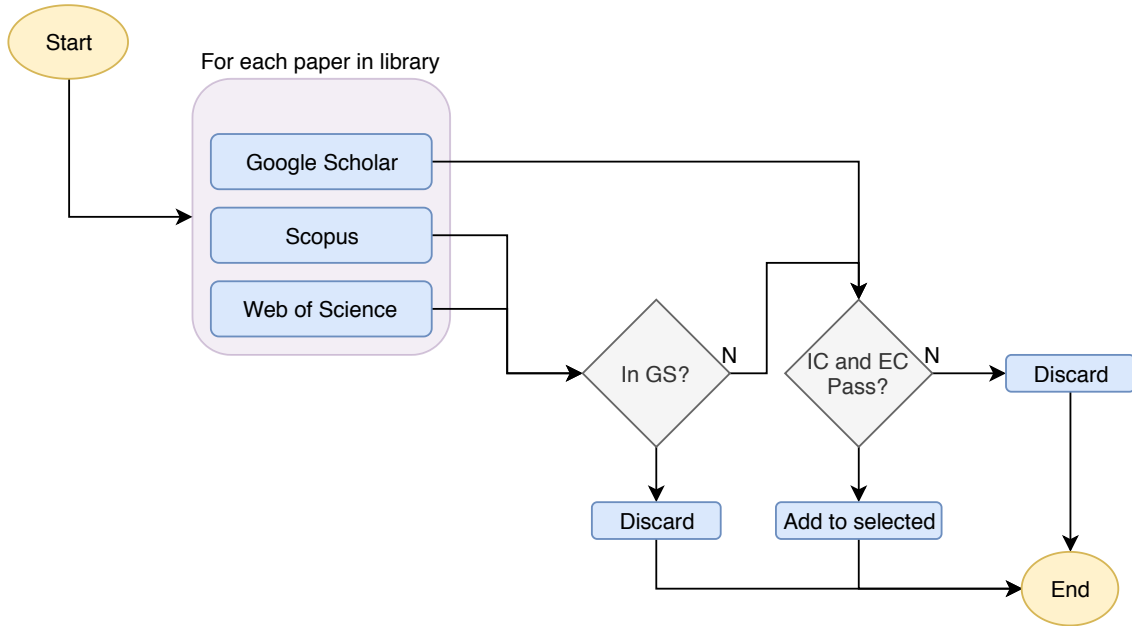 Start
For each paper in library
Google Scholar
Scopus
Web of Science
In GS?
N
IC and EC
Pass?
N
Discard
Discard
Add to selected
End